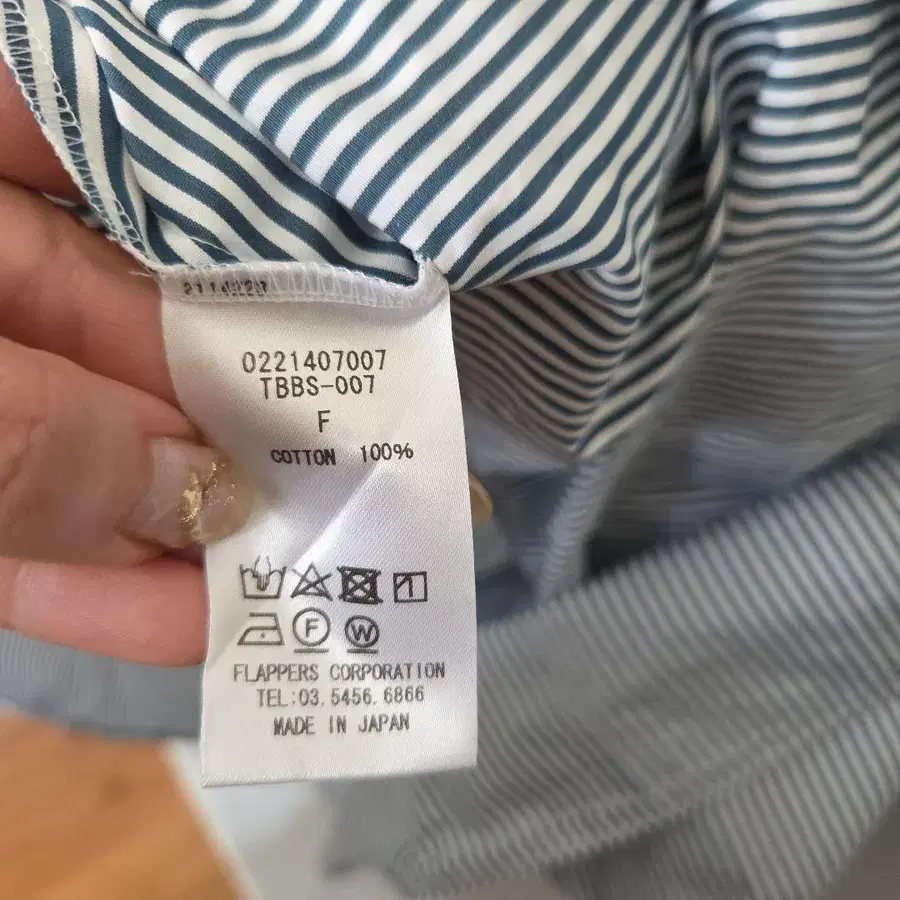 0221407007
TBBS-007
F
COTTON 100%
F W
FLAPPERS CORPORATION
TEL:03.5456.6866
MADE IN JAPAN